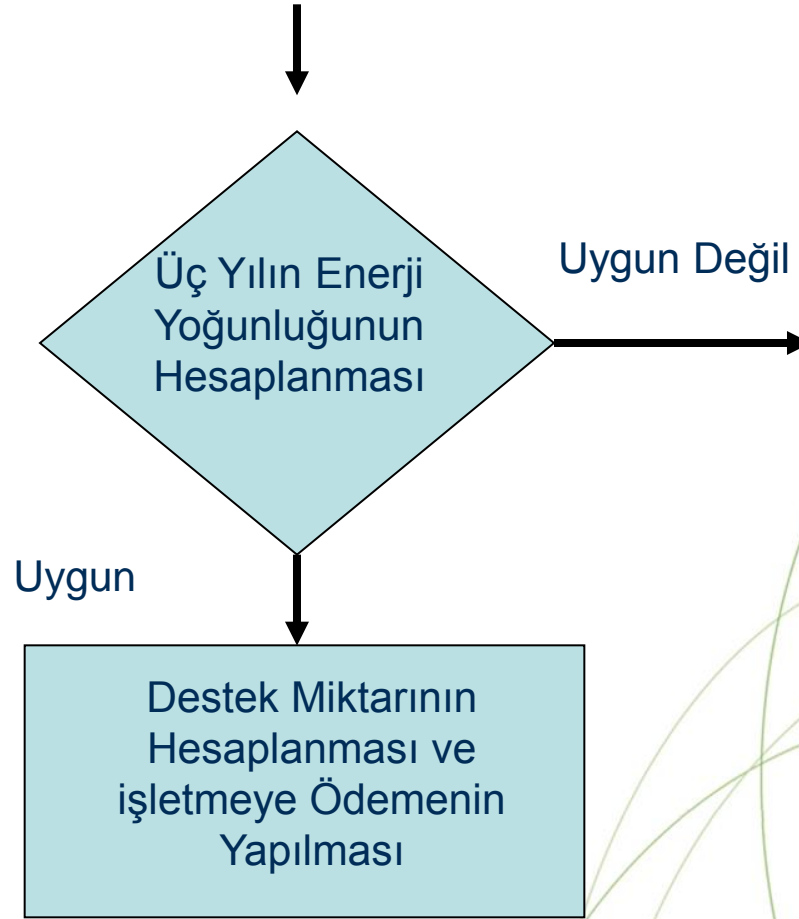 Üç Yılın Enerji
Yoğunluğunun
Hesaplanması
Uygun Değil
Uygun
Destek Miktarının
Hesaplanması ve
işletmeye Ödemenin
Yapılması